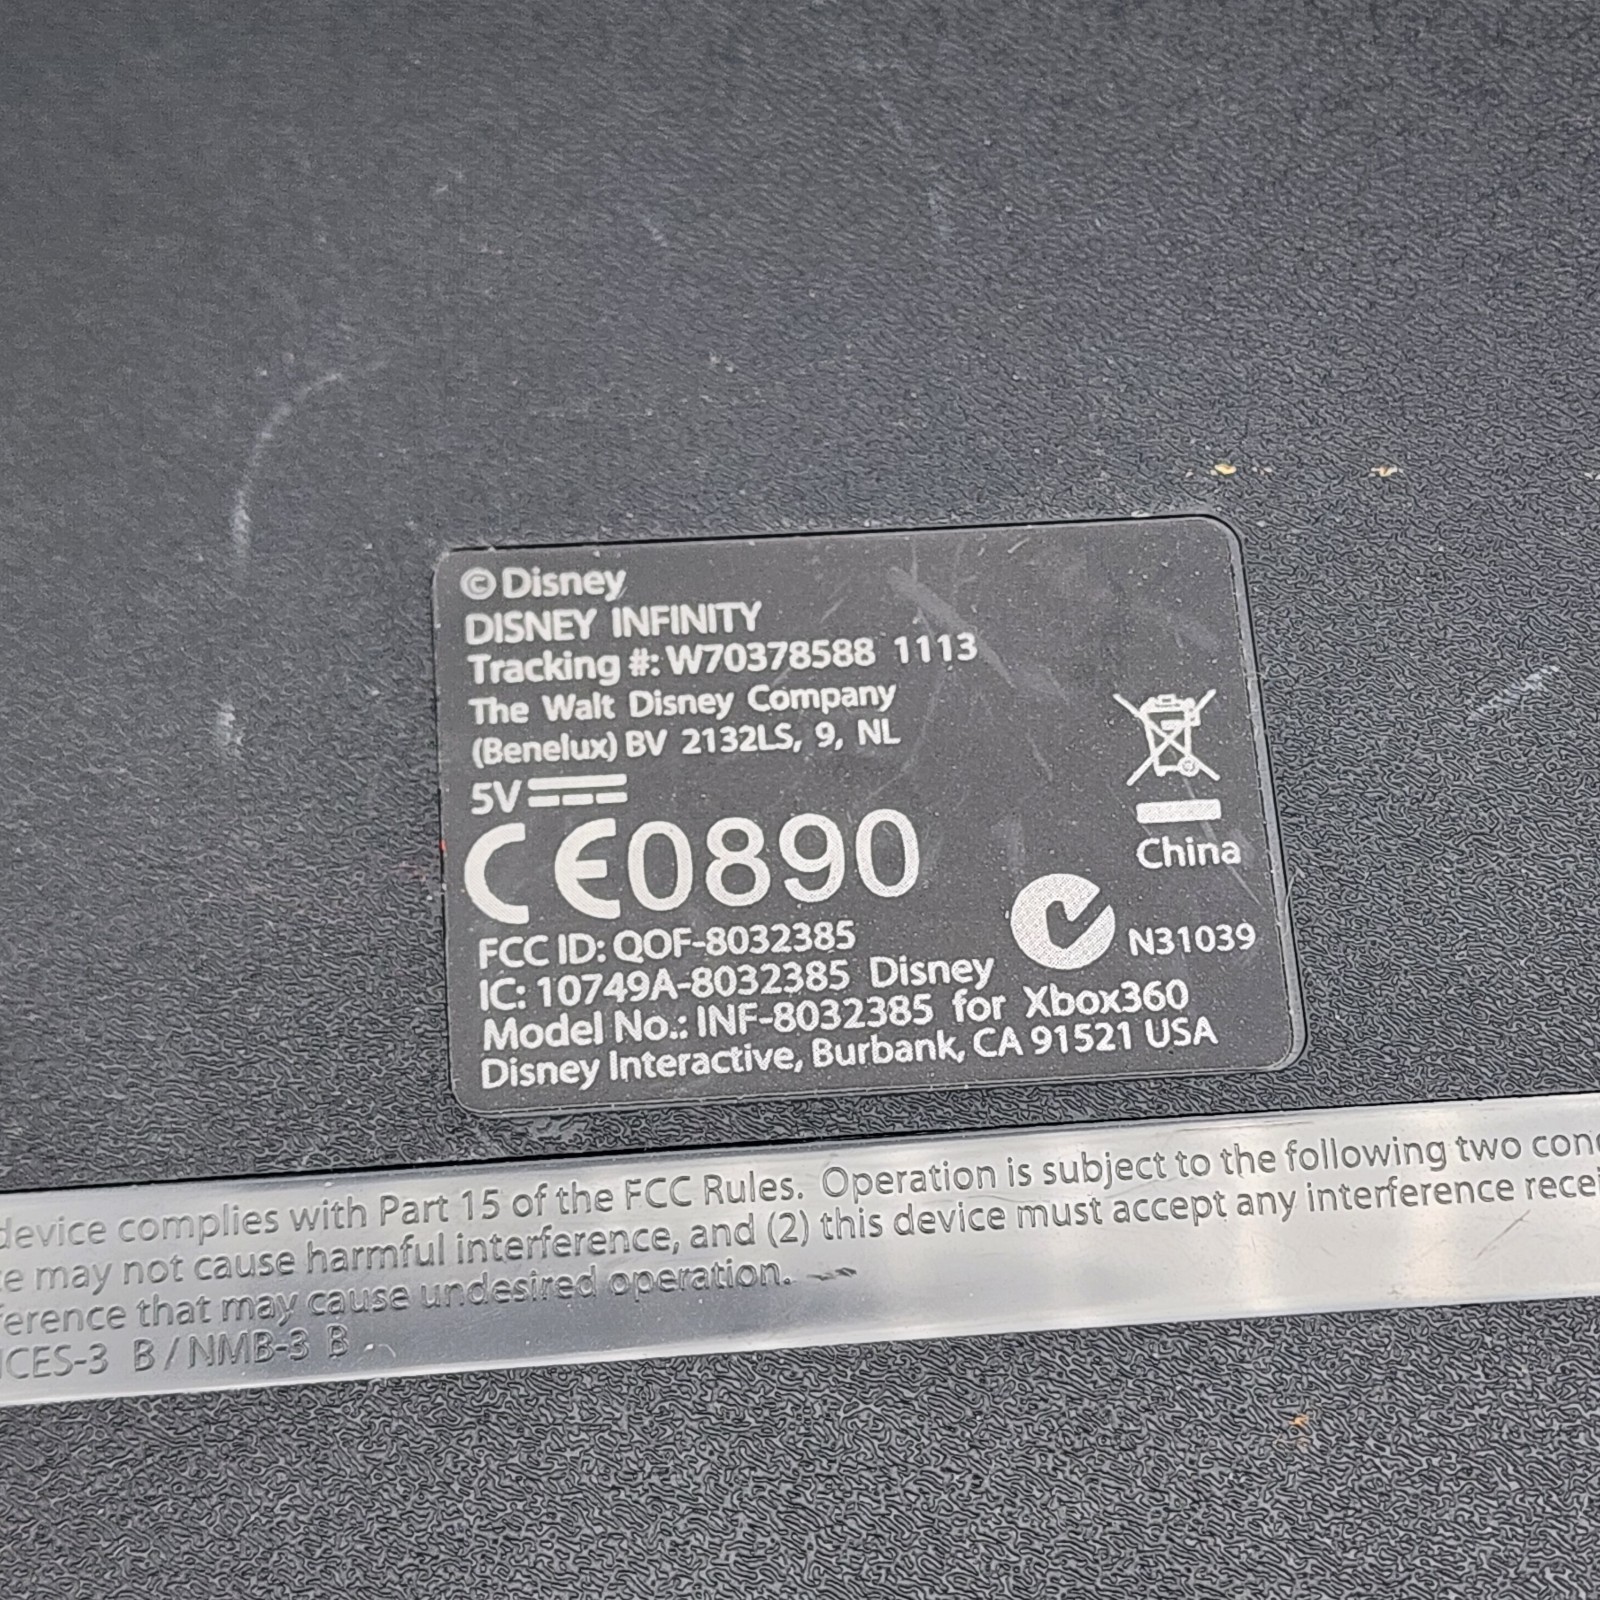 © Disney
DISNEY INFINITY
Tracking #: W70378588 1113
The Walt Disney Company
(Benelux) BV 2132LS, 9, NL
5V
CE0890
China
N31039
FCC ID: QOF-8032385
IC: 10749A-8032385 Disney
Model No.: INF-8032385 for Xbox360
Disney Interactive, Burbank, CA 91521 USA
device complies with Part 15 of the FCC Rules. Operation is subject to the following two
may not cause harmful interference, and (2) this device must accept any interference
that may cause undesired operation.
ICES-3 B / NMB-3 B